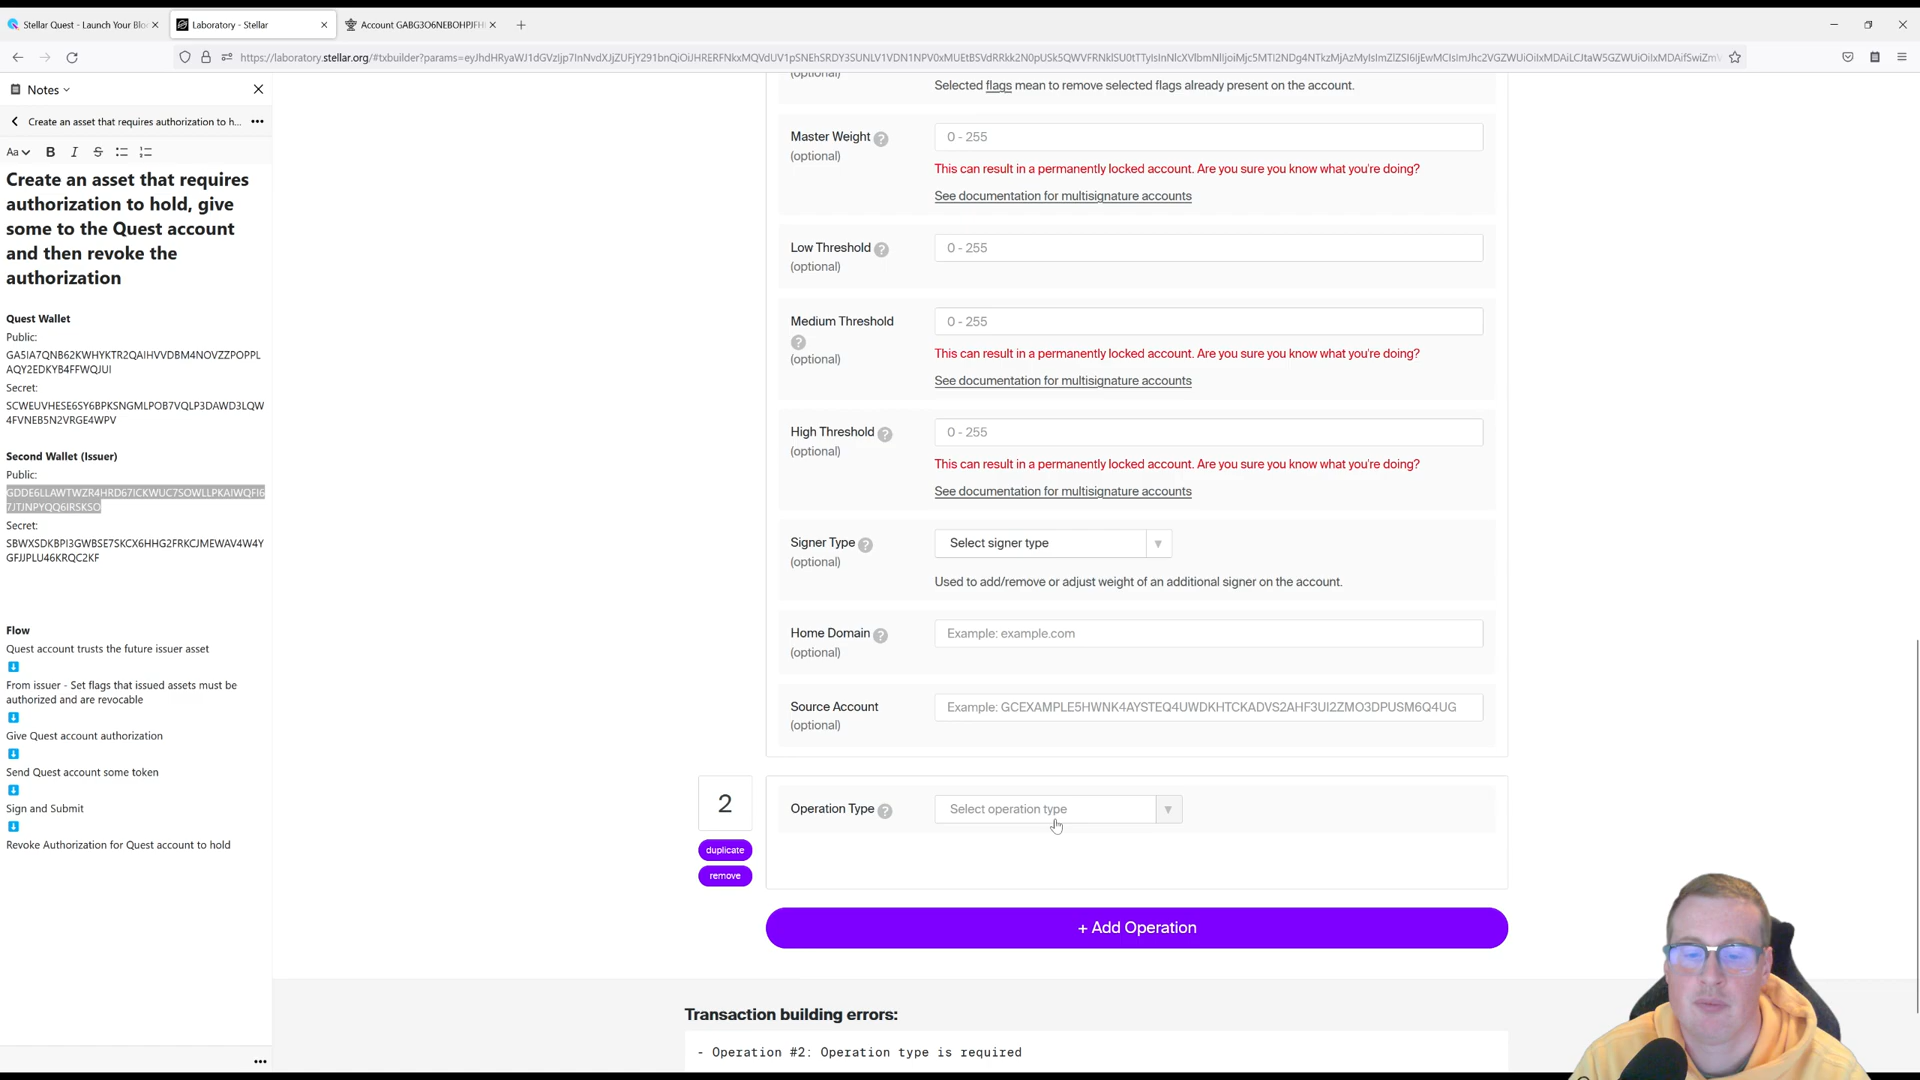 Stellar Quest - Launch Your Bloc
Laboratory - Stellar
Account GABG3O6NEBOHPJFH
Notes
Create an asset that requires authorization to h...
Aa
B I S
Create an asset that requires
authorization to hold, give
some to the Quest account
and then revoke the
authorization
Quest Wallet
Public:
GA5IA7QNB62KWHYKTR2QAIHVVDBM4NOVZZPOPPL
AQY2EDKYB4FFWQJUI
Secret:
SCWEUVHESE6SY6BPKSNGMLPOB7VQLP3DAWD3LQW
4FVNEB5N2VRGE4WPV
Second Wallet (Issuer)
Public:
GDDE6LLAWTWZR4HRD67ICKWUC7SOWLLPKAIWQFI6
7JTJNPYQQ6IRSKSO
Secret:
SBWXSDKBPI3GWBSE7SKCX6HHG2FRKCJMEWAV4W4Y
GFJJPLU46KRQC2KF
Flow
Quest account trusts the future issuer asset
From issuer - Set flags that issued assets must be
authorized and are revocable
Give Quest account authorization
Send Quest account some token
Sign and Submit
Revoke Authorization for Quest account to hold
(optional)
Selected flags mean to remove selected flags already present on the account.
Master Weight ?
(optional)
0 - 255
This can result in a permanently locked account. Are you sure you know what you're doing?
See documentation for multisignature accounts
Low Threshold ?
(optional)
0 - 255
Medium Threshold
?
(optional)
0 - 255
This can result in a permanently locked account. Are you sure you know what you're doing?
See documentation for multisignature accounts
High Threshold ?
(optional)
0 - 255
This can result in a permanently locked account. Are you sure you know what you're doing?
See documentation for multisignature accounts
Signer Type ?
(optional)
Select signer type
Used to add/remove or adjust weight of an additional signer on the account.
Home Domain ?
(optional)
Example: example.com
Source Account
(optional)
Example: GCEXAMPLE5HWNK4AYSTEQ4UWDKHTCKADVS2AHF3UI2ZMO3DPUSM6Q4UG
2
duplicate
remove
Operation Type ?
Select operation type
+ Add Operation
Transaction building errors:
- Operation #2: Operation type is required